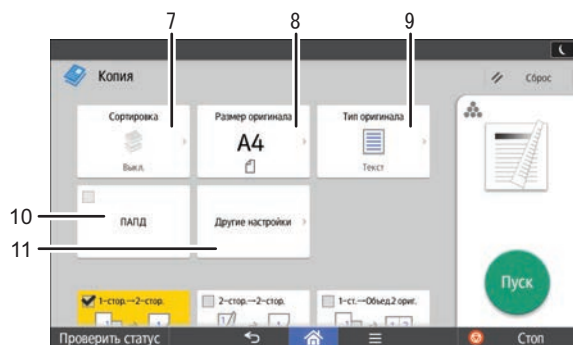 7 8 9
Копия
Сброс
Сортировка
Размер оригинала
Тип оригинала
A4
Выкл.
Текст
10
ПАПД
Другие настройки
11
1-стор.→2-стор.
2-стор.→2-стор.
1-ст.→Объед.2 ориг.
Пуск
Проверить статус
Стоп